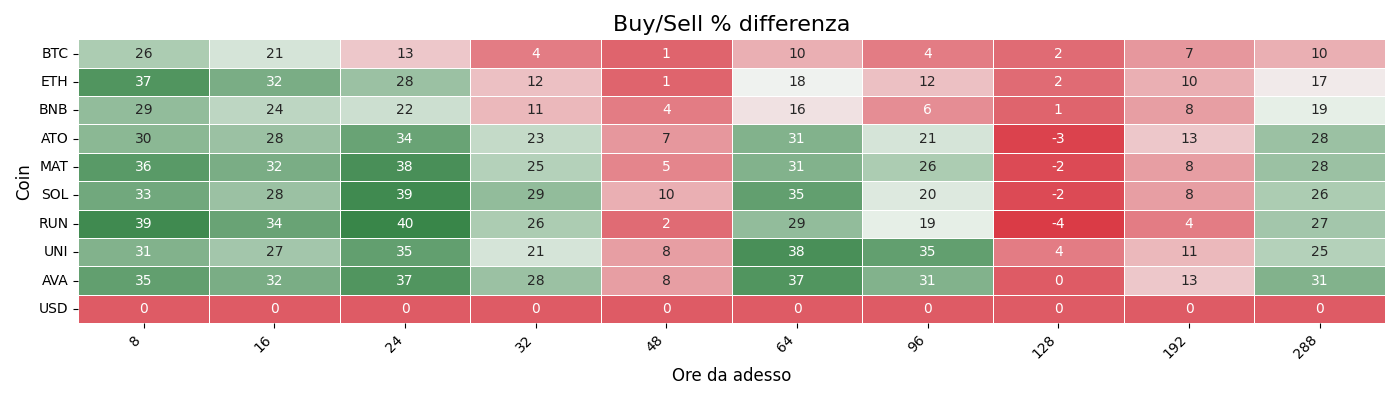 Buy/Sell % differenza
Coin
BTC 26 21 13 4 1 10 4 2 7 10
ETH 37 32 28 12 1 18 12 2 10 17
BNB 29 24 22 11 4 16 6 1 8 19
ATO 30 28 34 23 7 31 21 -3 13 28
MAT 36 32 38 25 5 31 26 -2 8 28
SOL 33 28 39 29 10 35 20 -2 8 26
RUN 39 34 40 26 2 29 19 -4 4 27
UNI 31 27 35 21 8 38 35 4 11 25
AVA 35 32 37 28 8 37 31 0 13 31
USD 0 0 0 0 0 0 0 0 0 0
8 16 24 32 48 64 96 128 192 288
Ore da adesso